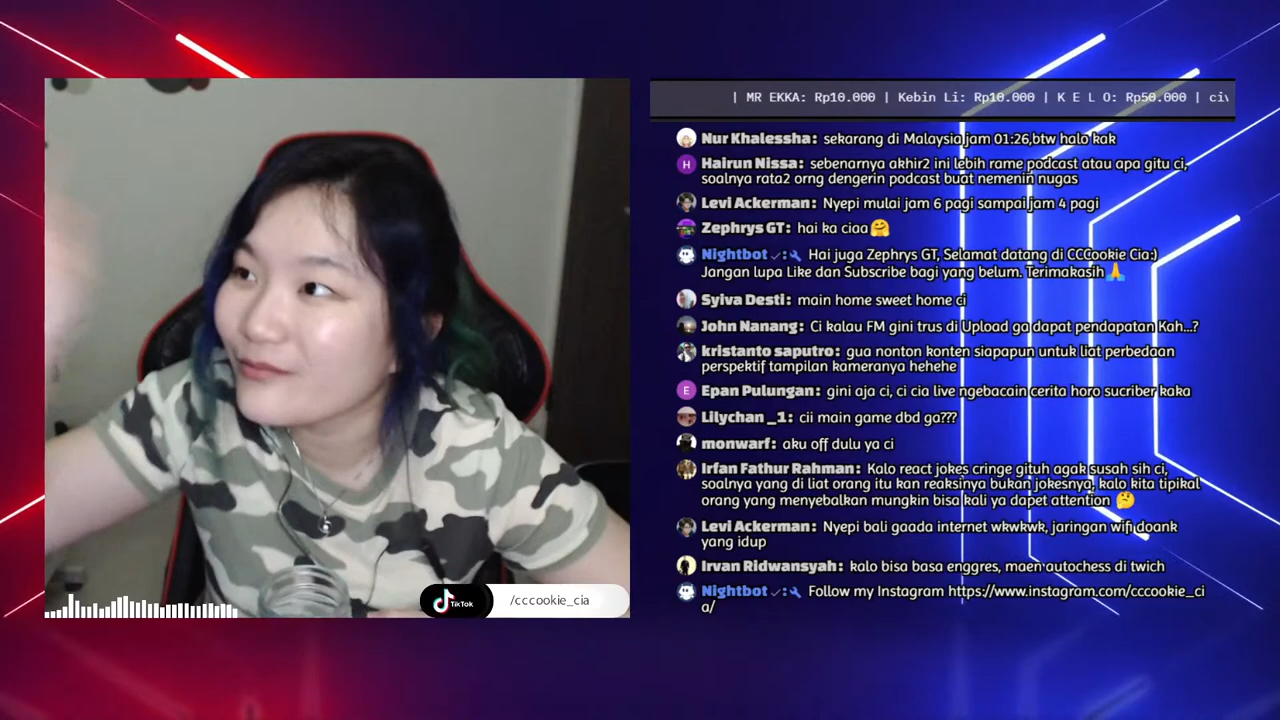 | MR EKKA: Rp10.000 | Kebin Li: Rp10.000 | K E L O: Rp50.000 |
Nur Khalessha: sekarang di Malaysia jam 01:26,btw halo kak
H Hairun Nissa: sebenarnya akhir2 ini lebih rame podcast atau apa gitu ci,
soalnya rata2 orng dengerin podcast buat nemenin nugas
Levi Ackerman: Nyepi mulai jam 6 pagi sampai jam 4 pagi
Zephrys GT: hai ka ciaa🤗
Nightbot ✓:🔧 Hai juga Zephrys GT, Selamat datang di CCCookie Cia:)
Jangan lupa Like dan Subscribe bagi yang belum. Terimakasih🙏
Syiva Desti: main home sweet home ci
John Nanang: Ci kalau FM gini trus di Upload ga dapat pendapatan Kah...?
kristanto saputro: gua nonton konten siapapun untuk liat perbedaan
perspektif tampilan kameranya hehehe
E Epan Pulungan: gini aja ci, ci cia live ngebacain cerita horo sucriber kaka
Lilychan _1: cii main game dbd ga???
monwarf: aku off dulu ya ci
Irfan Fathur Rahman: Kalo react jokes cringe gituh agak susah sih ci,
soalnya yang di liat orang itu kan reaksinya bukan jokesnya, kalo kita tipikal
orang yang menyebalkan mungkin bisa kali ya dapet attention 🤔
Levi Ackerman: Nyepi bali gaada internet wkwkwk, jaringan wifi doank
yang idup
Irvan Ridwansyah: kalo bisa basa enggres, maen autochess di twich
Nightbot ✓:🔧 Follow my Instagram https://www.instagram.com/cccookie_ci
a/
TikTok /cccookie_cia